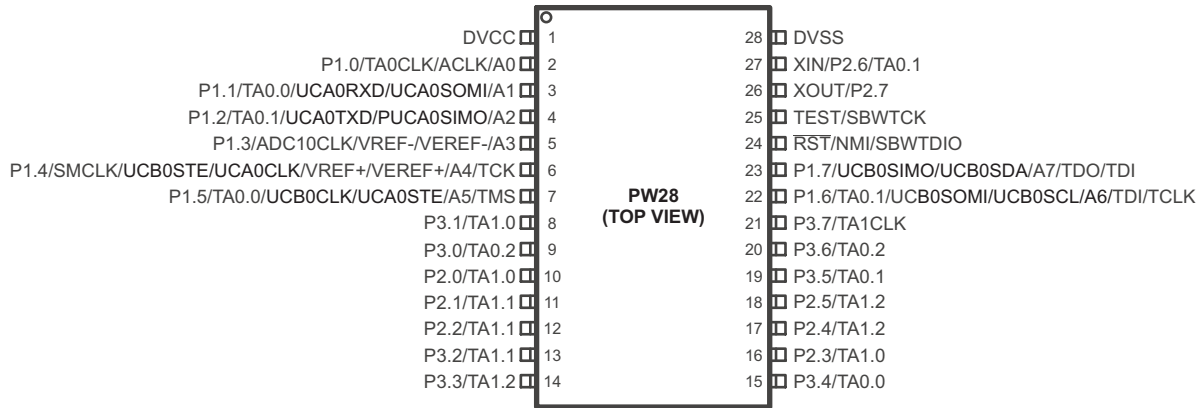 DVCC 1 28 DVSS
P1.0/TA0CLK/ACLK/A0 2 27 XIN/P2.6/TA0.1
P1.1/TA0.0/UCA0RXD/UCA0SOMI/A1 3 26 XOUT/P2.7
P1.2/TA0.1/UCA0TXD/PUCA0SIMO/A2 4 25 TEST/SBWTCK
P1.3/ADC10CLK/VREF-/VEREF-/A3 5 24 RST/NMI/SBWTDIO
P1.4/SMCLK/UCB0STE/UCA0CLK/VREF+/VEREF+/A4/TCK 6 23 P1.7/UCB0SIMO/UCB0SDA/A7/TDO/TDI
P1.5/TA0.0/UCB0CLK/UCA0STE/A5/TMS 7 PW28 22 P1.6/TA0.1/UCB0SOMI/UCB0SCL/A6/TDI/TCLK
P3.1/TA1.0 8 (TOP VIEW) 21 P3.7/TA1CLK
P3.0/TA0.2 9 20 P3.6/TA0.2
P2.0/TA1.0 10 19 P3.5/TA0.1
P2.1/TA1.1 11 18 P2.5/TA1.2
P2.2/TA1.1 12 17 P2.4/TA1.2
P3.2/TA1.1 13 16 P2.3/TA1.0
P3.3/TA1.2 14 15 P3.4/TA0.0